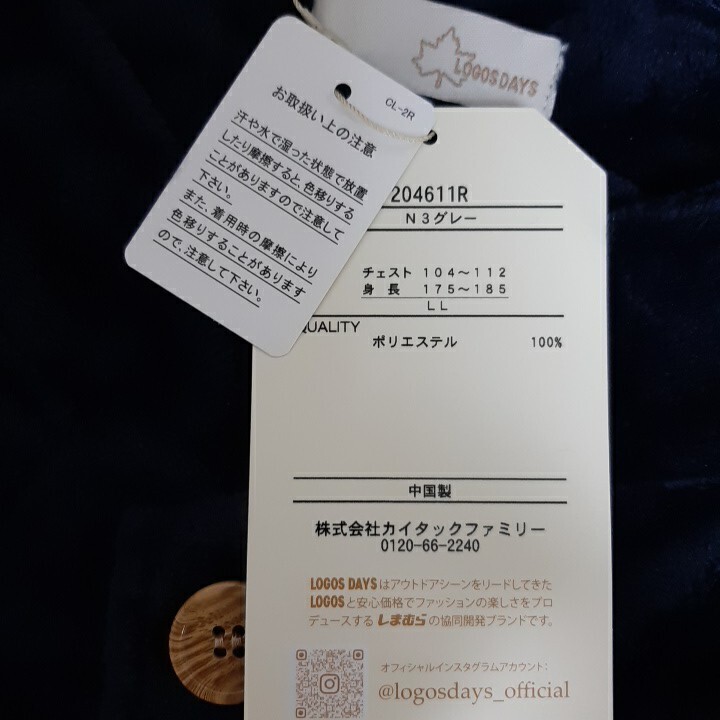 LOGOS DAYS
CL-2R
お取扱い上の注意
汗や水で湿った状態で放置
したり摩擦すると、色移りする
ことがありますので注意して
下さい。
また、着用時の摩擦により
色移りすることがあります
ので、注意して下さい。
204611R
N3グレー
チェスト 104〜112
身 長 175〜185
LL
QUALITY
ポリエステル 100%
中国製
株式会社カイタックファミリー
0120-66-2240
LOGOS DAYSはアウトドアシーンをリードしてきた
LOGOSと安心価格でファッションの楽しさをプロ
デュースするしまむらの協同開発ブランドです。
オフィシャルインスタグラムアカウント：
@logosdays_official